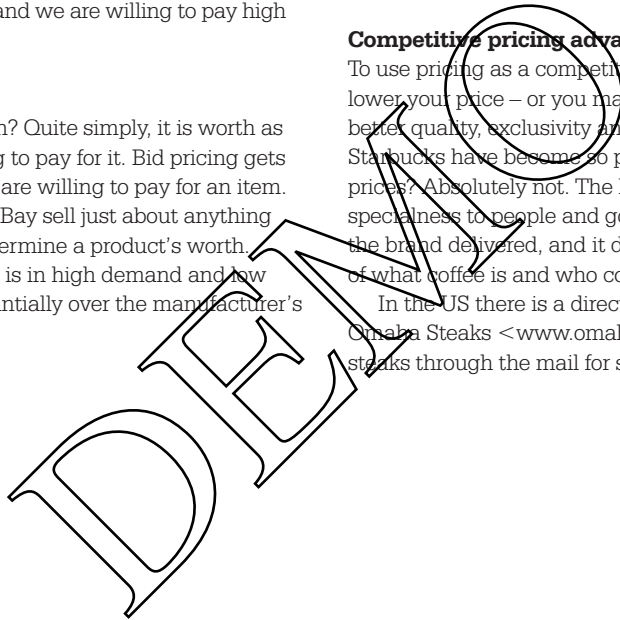 and we are willing to pay high
? Quite simply, it is worth as
to pay for it. Bid pricing gets
are willing to pay for an item.
Bay sell just about anything
ermine a product's worth.
is in high demand and low
ntially over the manufacturer's
Competitive pricing adva
To use pricing as a competit
lower your price – or you ma
better quality, exclusivity an
Starbucks have become so p
prices? Absolutely not. The
specialness to people and g
the brand delivered, and it d
of what coffee is and who co
In the US there is a direc
Omaha Steaks <www.omal
steaks through the mail for s
DEMO